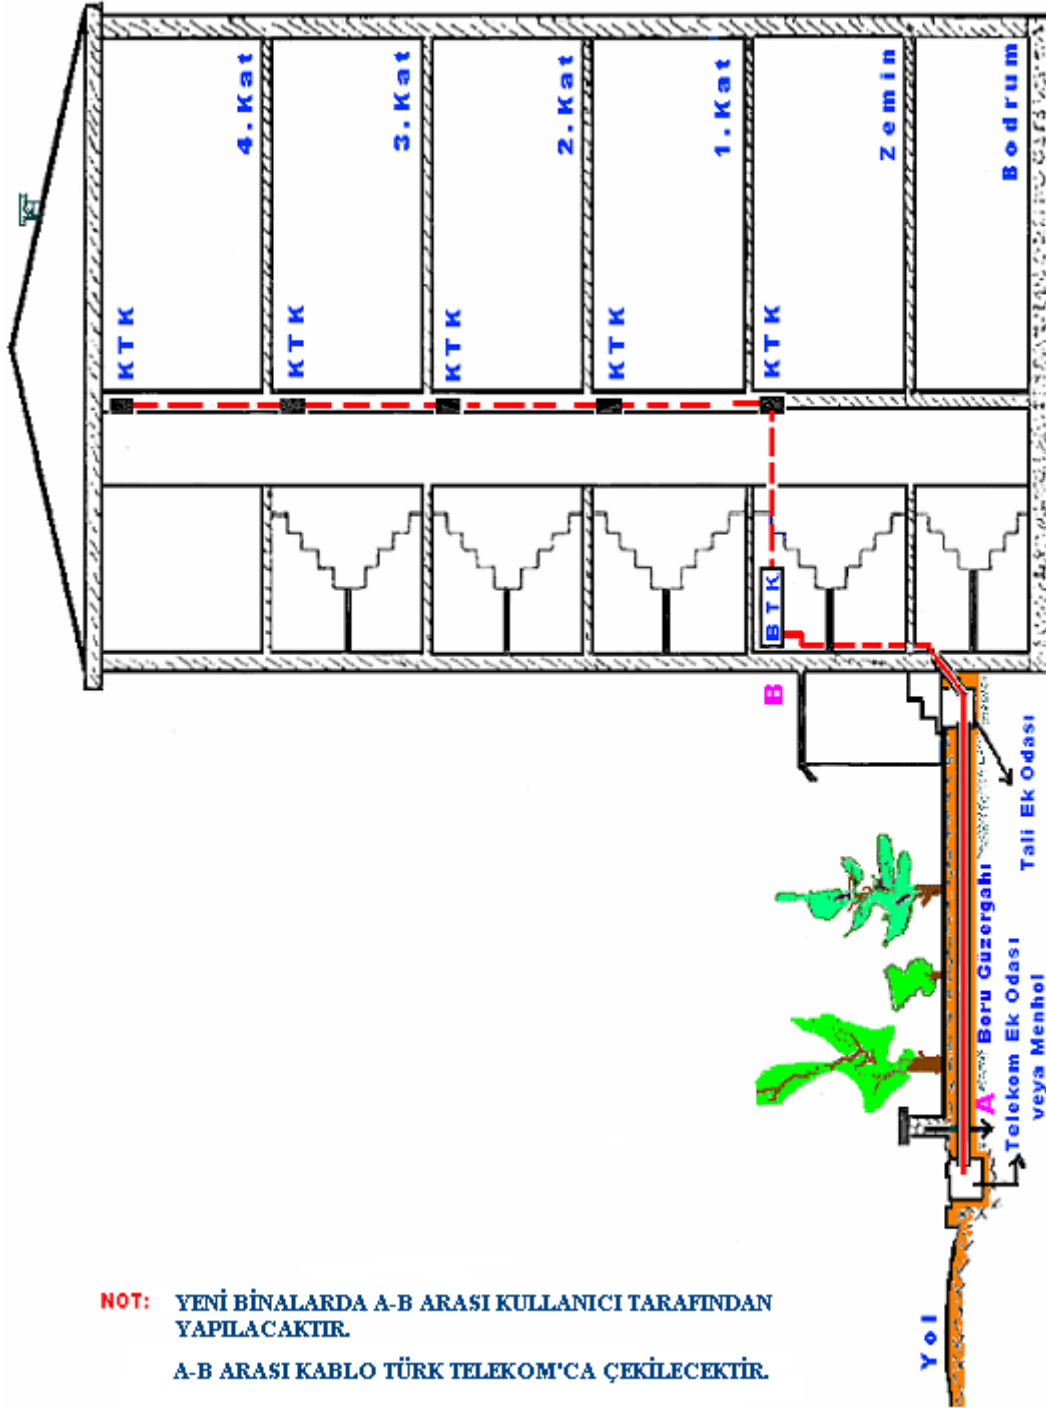 4.Kat
3.Kat
2.Kat
1.Kat
Zemin
Bodrum
KTK
KTK
KTK
KTK
KTK
BTK
B
Tali Ek Odası
Boru Güzergahı
A
Telekom Ek Odası
veya Menhol
Yol
NOT: YENİ BİNALARDA A-B ARASI KULLANICI TARAFINDAN
YAPILACAKTIR.
A-B ARASI KABLO TÜRK TELEKOM'CA ÇEKİLECEKTİR.